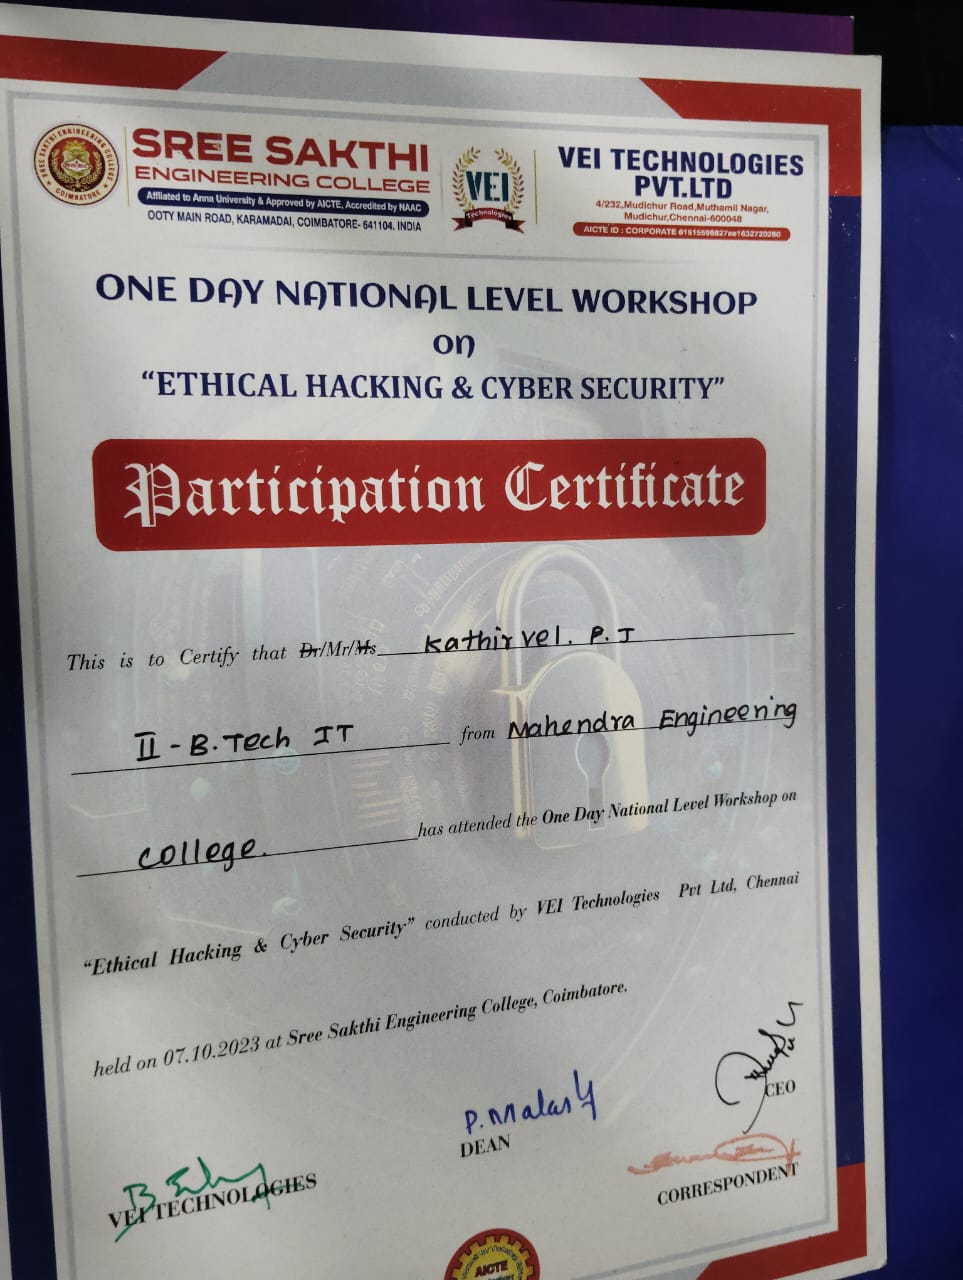 SREE SAKTHI ENGINEERING COLLEGE
COIMBATORE
SREE SAKTHI
ENGINEERING COLLEGE
Affliated to Anna University & Approved by AICTE, Accredited by NAAC
OOTY MAIN ROAD, KARAMADAI, COIMBATORE- 641104. INDIA
VEI
Technologies
VEI TECHNOLOGIES
PVT.LTD
4/232,Mudichur Road,Muthamil Nagar,
Mudichur,Chennai-600048
AICTE ID : CORPORATE
ONE DAY NATIONAL LEVEL WORKSHOP
on
“ETHICAL HACKING & CYBER SECURITY”
Participation Certificate
This is to Certify that Dr/Mr/Ms Kathirvel. P. J
II - B.Tech IT from Mahendra Engineering
College. has attended the One Day National Level Workshop on
“Ethical Hacking & Cyber Security” conducted by VEI Technologies Pvt Ltd, Chennai
held on 07.10.2023 at Sree Sakthi Engineering College, Coimbatore.
CEO
DEAN
VEI TECHNOLOGIES
CORRESPONDENT
AICTE